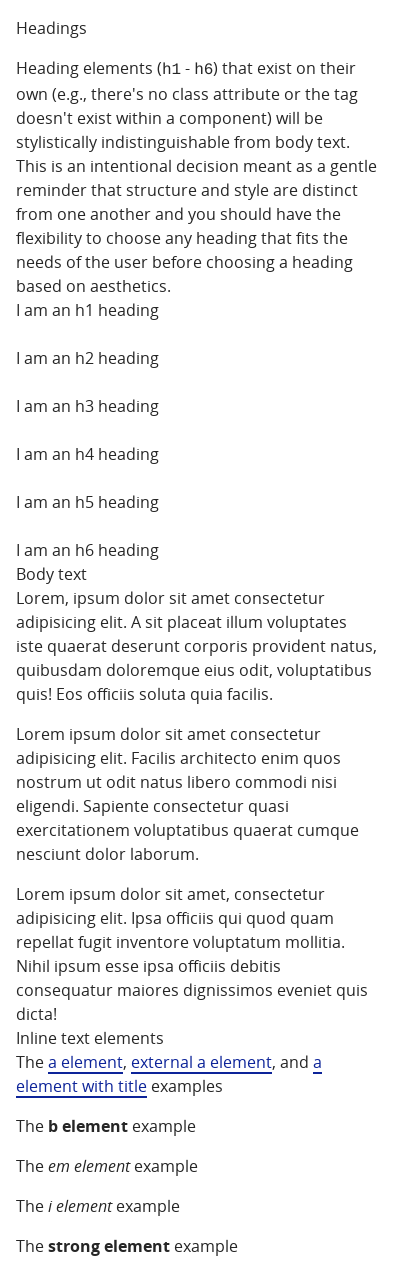 Headings
Heading elements (h1 - h6) that exist on their
own (e.g., there's no class attribute or the tag
doesn't exist within a component) will be
stylistically indistinguishable from body text.
This is an intentional decision meant as a gentle
reminder that structure and style are distinct
from one another and you should have the
flexibility to choose any heading that fits the
needs of the user before choosing a heading
based on aesthetics.
I am an h1 heading
I am an h2 heading
I am an h3 heading
I am an h4 heading
I am an h5 heading
I am an h6 heading
Body text
Lorem, ipsum dolor sit amet consectetur
adipisicing elit. A sit placeat illum voluptates
iste quaerat deserunt corporis provident natus,
quibusdam doloremque eius odit, voluptatibus
quis! Eos officiis soluta quia facilis.
Lorem ipsum dolor sit amet consectetur
adipisicing elit. Facilis architecto enim quos
nostrum ut odit natus libero commodi nisi
eligendi. Sapiente consectetur quasi
exercitationem voluptatibus quaerat cumque
nesciunt dolor laborum.
Lorem ipsum dolor sit amet, consectetur
adipisicing elit. Ipsa officiis qui quod quam
repellat fugit inventore voluptatum mollitia.
Nihil ipsum esse ipsa officiis debitis
consequatur maiores dignissimos eveniet quis
dicta!
Inline text elements
The a element, external a element, and a
element with title examples
The b element example
The em element example
The i element example
The strong element example